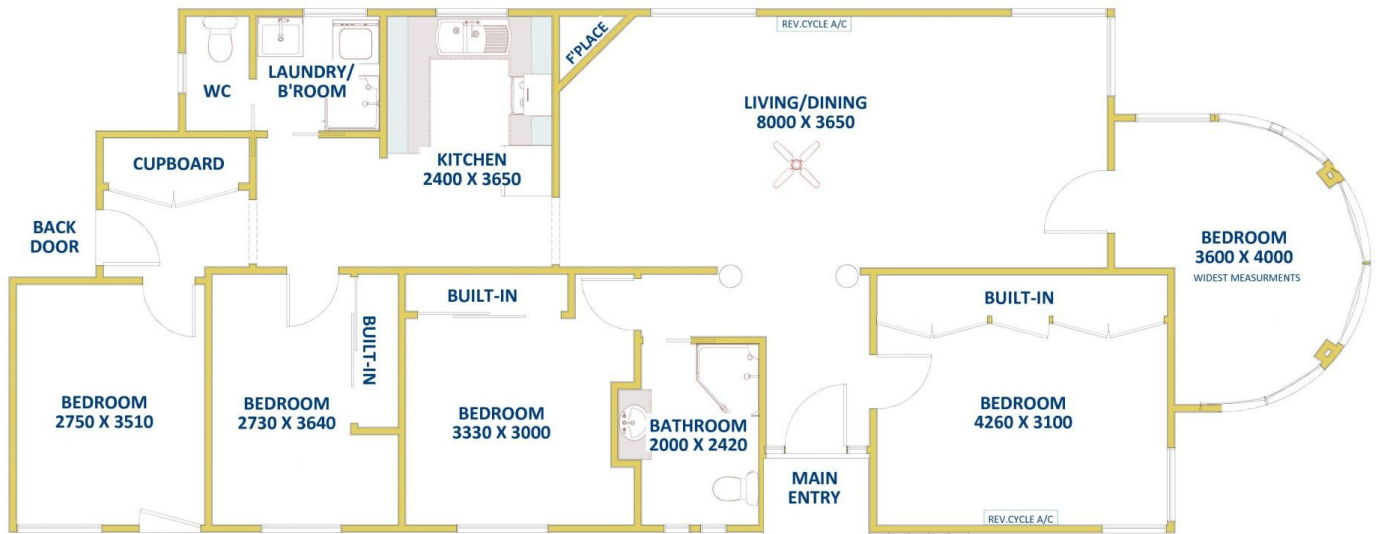 REV.CYCLE A/C
F'PLACE
LAUNDRY/
B'ROOM
WC
LIVING/DINING
8000 X 3650
CUPBOARD
KITCHEN
2400 X 3650
BACK
DOOR
BEDROOM
3600 X 4000
WIDEST MEASURMENTS
BUILT-IN
BUILT-IN
BUILT-IN
BEDROOM
2750 X 3510
BEDROOM
2730 X 3640
BEDROOM
3330 X 3000
BATHROOM
2000 X 2420
BEDROOM
4260 X 3100
MAIN
ENTRY
REV.CYCLE A/C